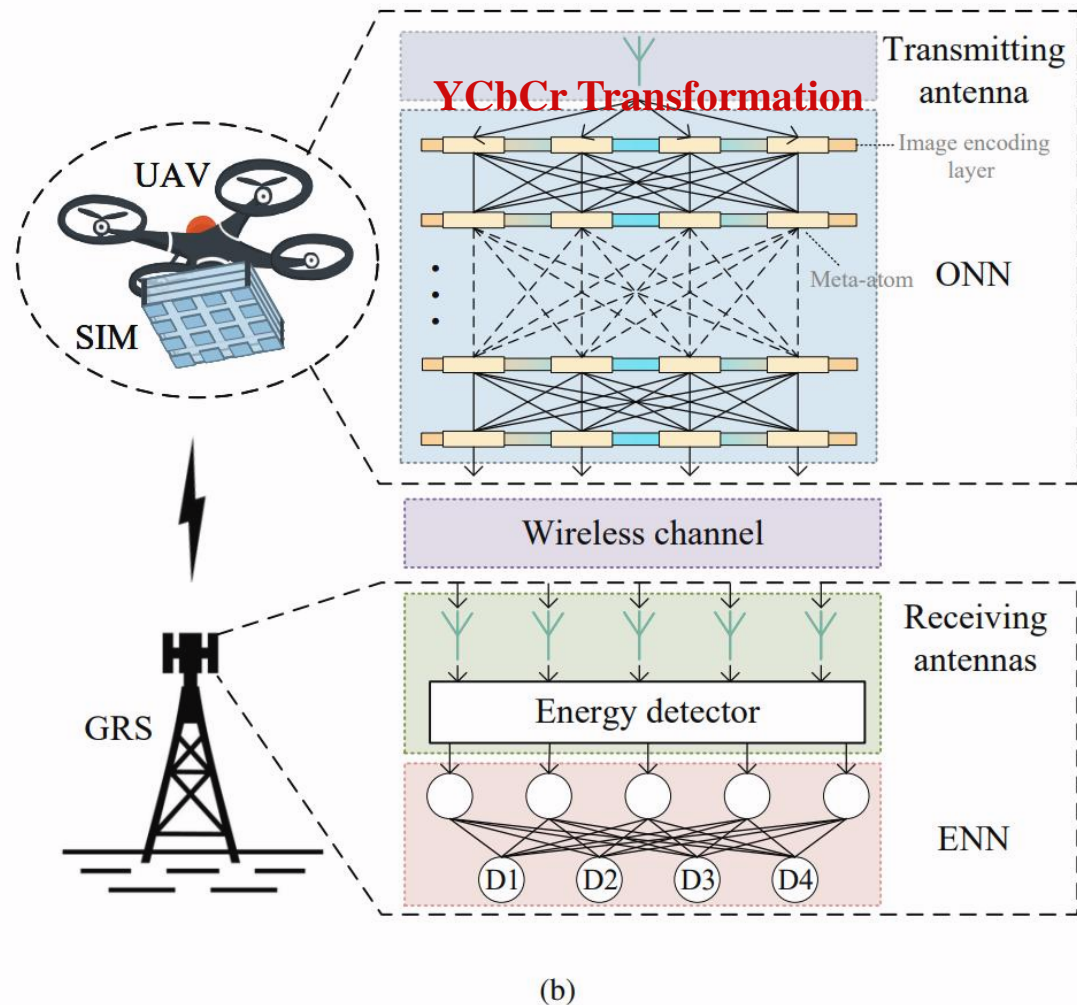 Transmitting
antenna
YCbCr Transformation
Image encoding
layer
UAV
Meta-atom
ONN
SIM
Wireless channel
Receiving
antennas
Energy detector
GRS
ENN
D1 D2 D3 D4
(b)